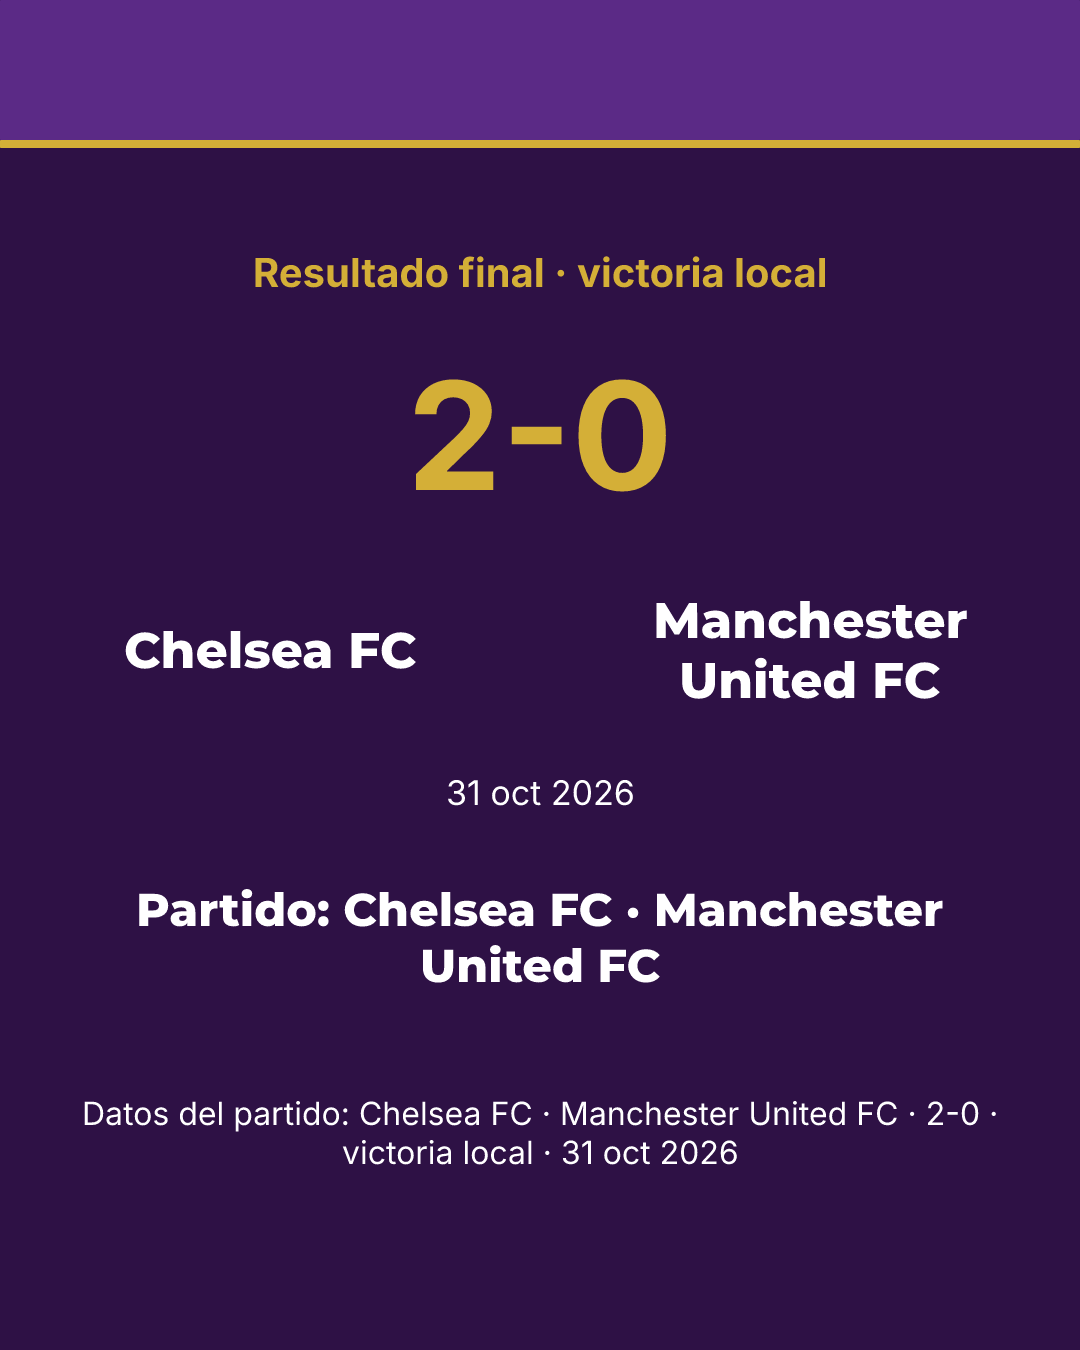 Resultado final · victoria local
2-0
Chelsea FC
Manchester
United FC
31 oct 2026
Partido: Chelsea FC · Manchester
United FC
Datos del partido: Chelsea FC · Manchester United FC · 2-0 ·
victoria local · 31 oct 2026